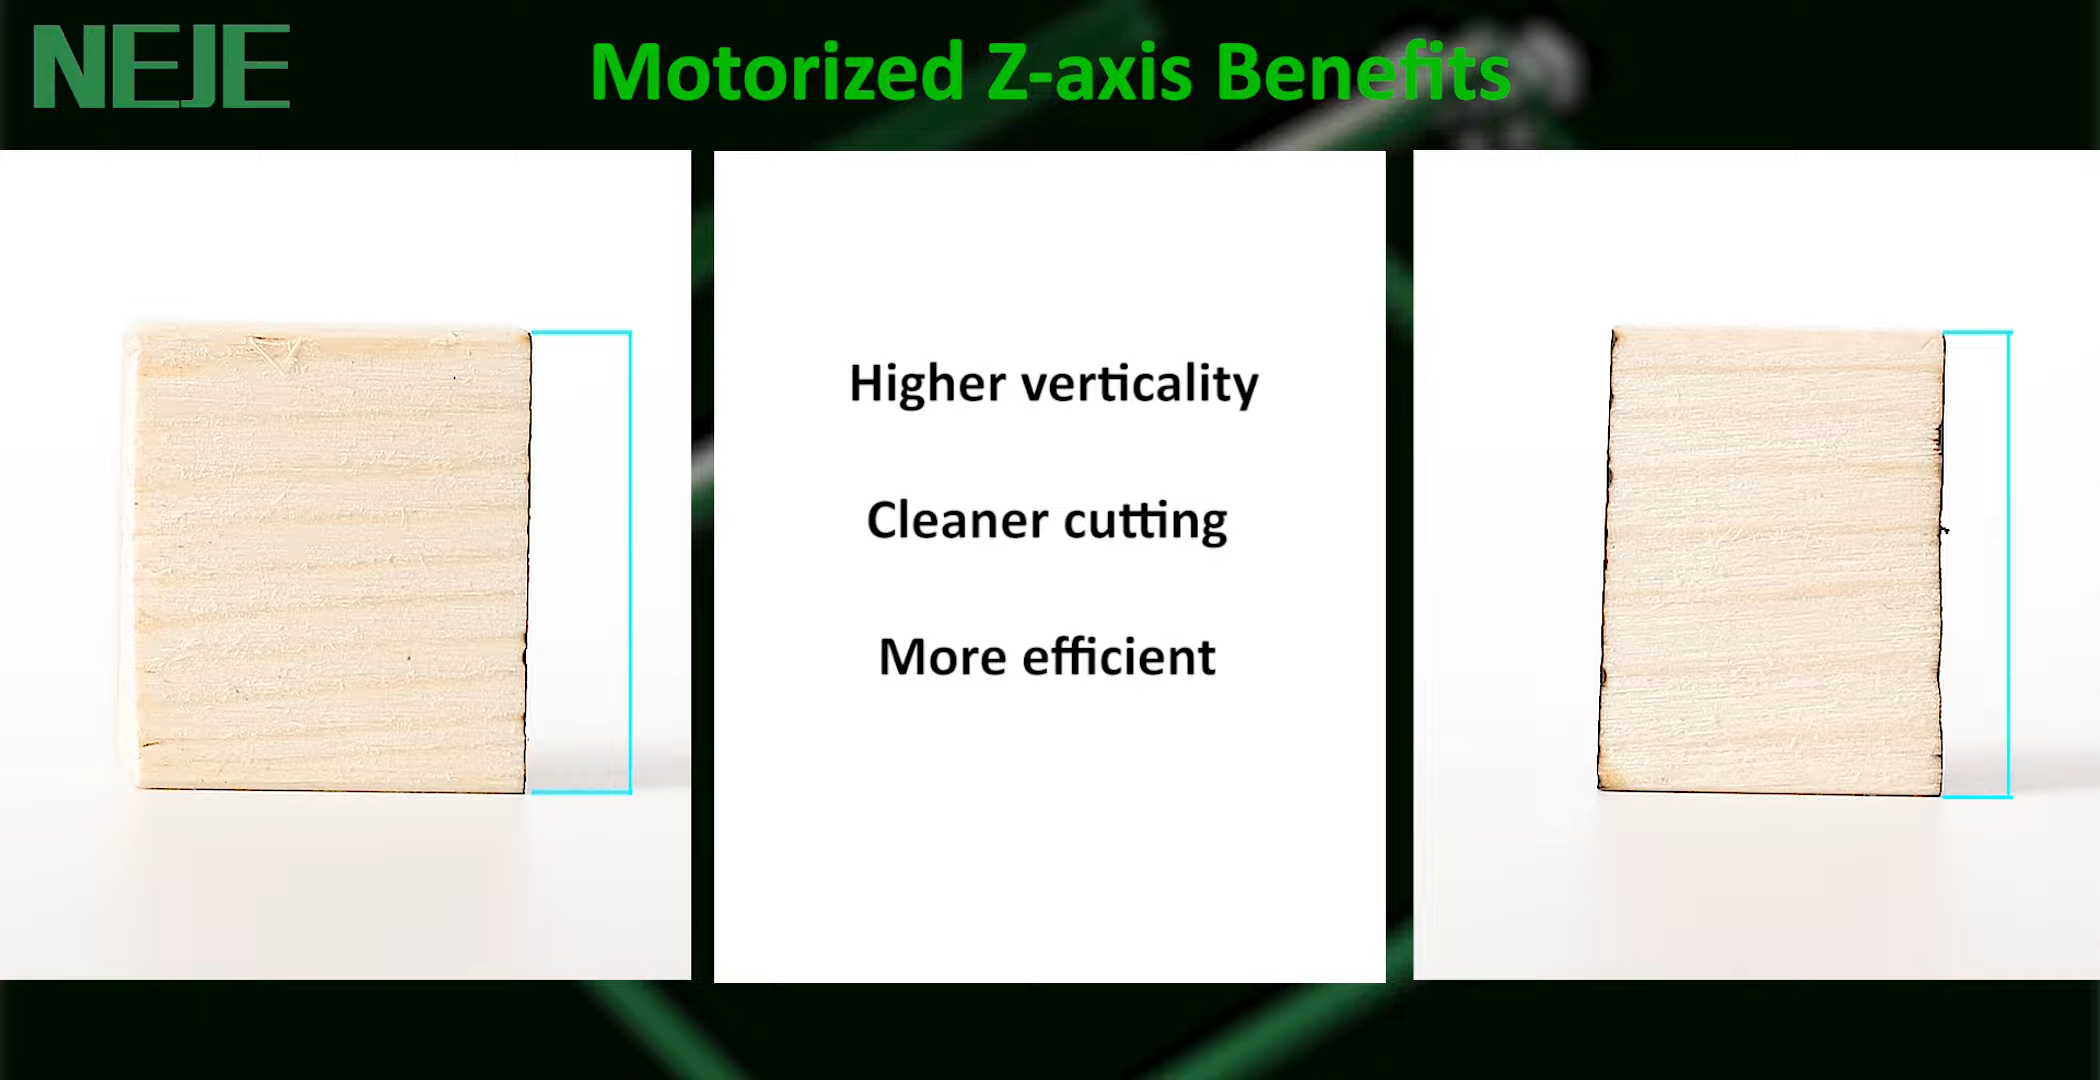 NEJE
Motorized Z-axis Benefits
Higher verticality
Cleaner cutting
More efficient